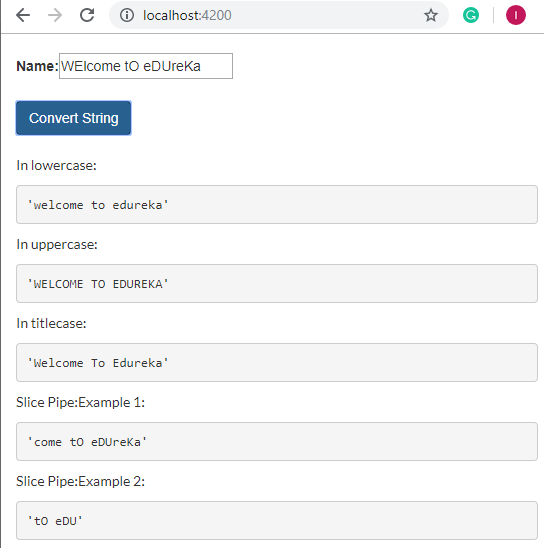 localhost:4200
I
Name: WElcome tO eDUreKa
Convert String
In lowercase:
'welcome to edureka'
In uppercase:
'WELCOME TO EDUREKA'
In titlecase:
'Welcome To Edureka'
Slice Pipe:Example 1:
'come tO eDUreKa'
Slice Pipe:Example 2:
'tO eDU'